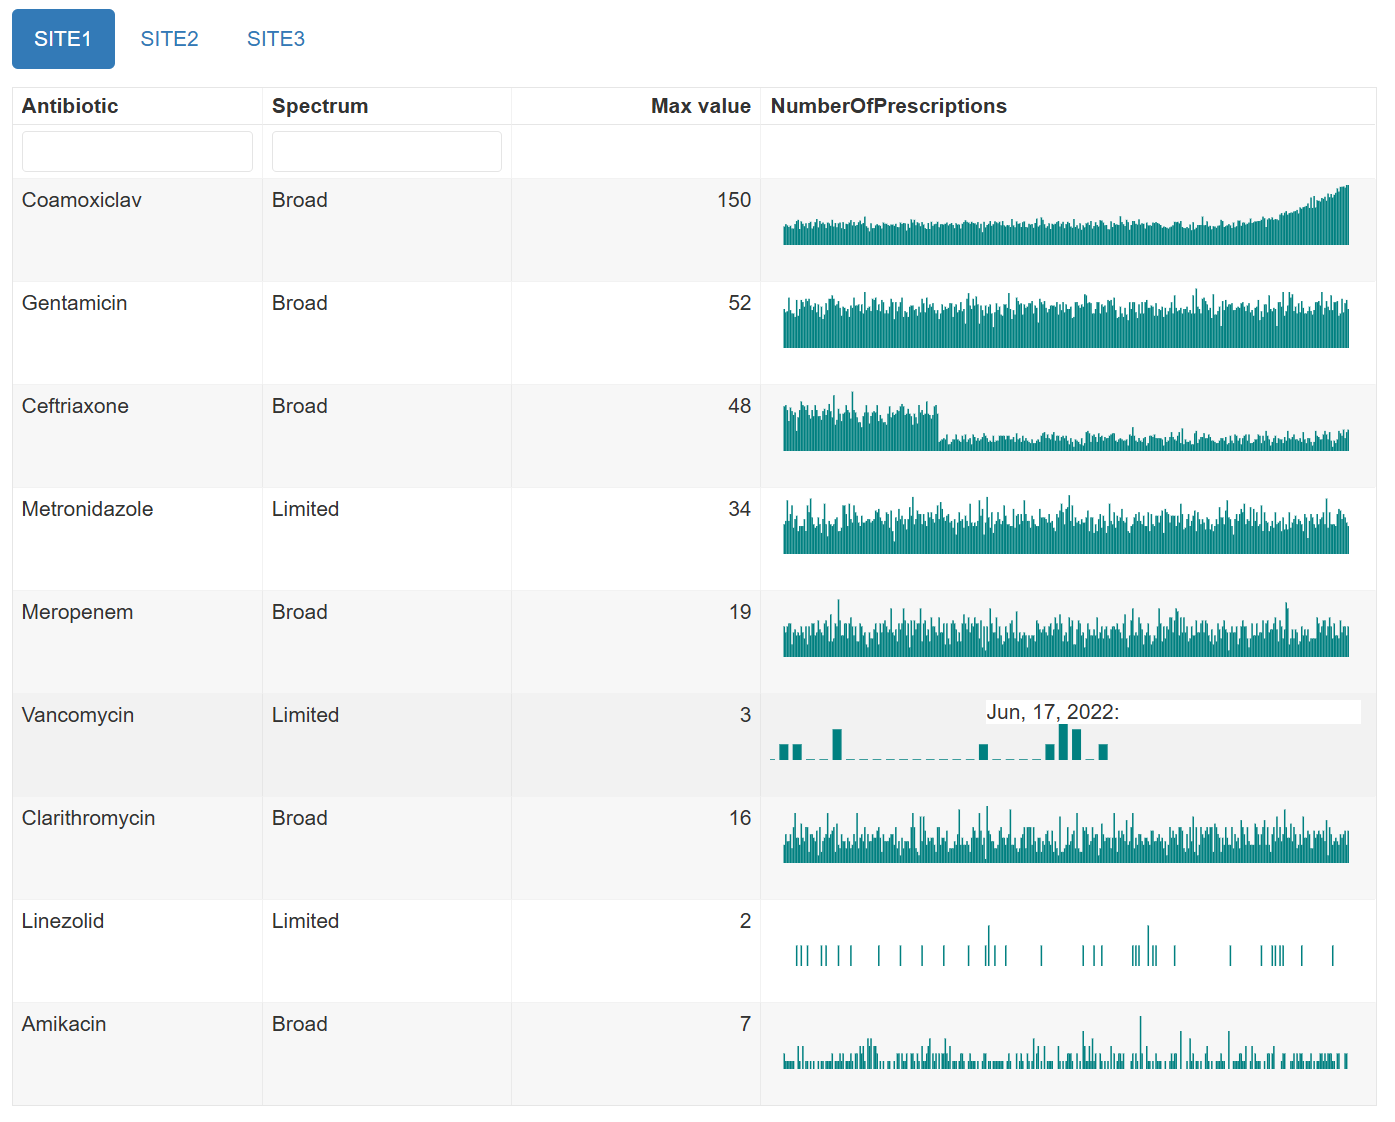 SITE1 SITE2 SITE3
Antibiotic Spectrum Max value NumberOfPrescriptions
Coamoxiclav Broad 150
Gentamicin Broad 52
Ceftriaxone Broad 48
Metronidazole Limited 34
Meropenem Broad 19
Vancomycin Limited 3 Jun, 17, 2022:
Clarithromycin Broad 16
Linezolid Limited 2
Amikacin Broad 7